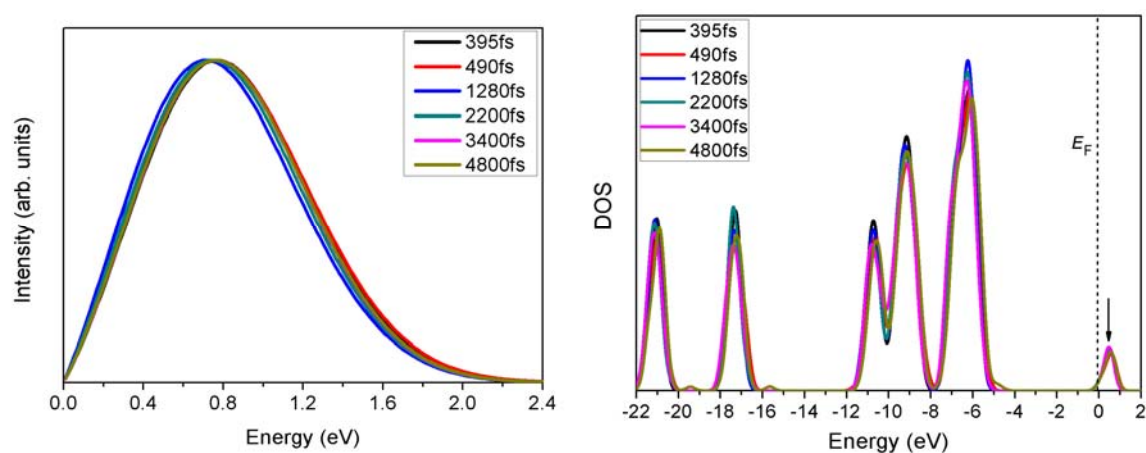 395fs
490fs
1280fs
2200fs
3400fs
4800fs
Intensity (arb. units)
0.0 0.4 0.8 1.2 1.6 2.0 2.4
Energy (eV)
395fs
490fs
1280fs
2200fs
3400fs
4800fs
E_F
DOS
-22 -20 -18 -16 -14 -12 -10 -8 -6 -4 -2 0 2
Energy (eV)